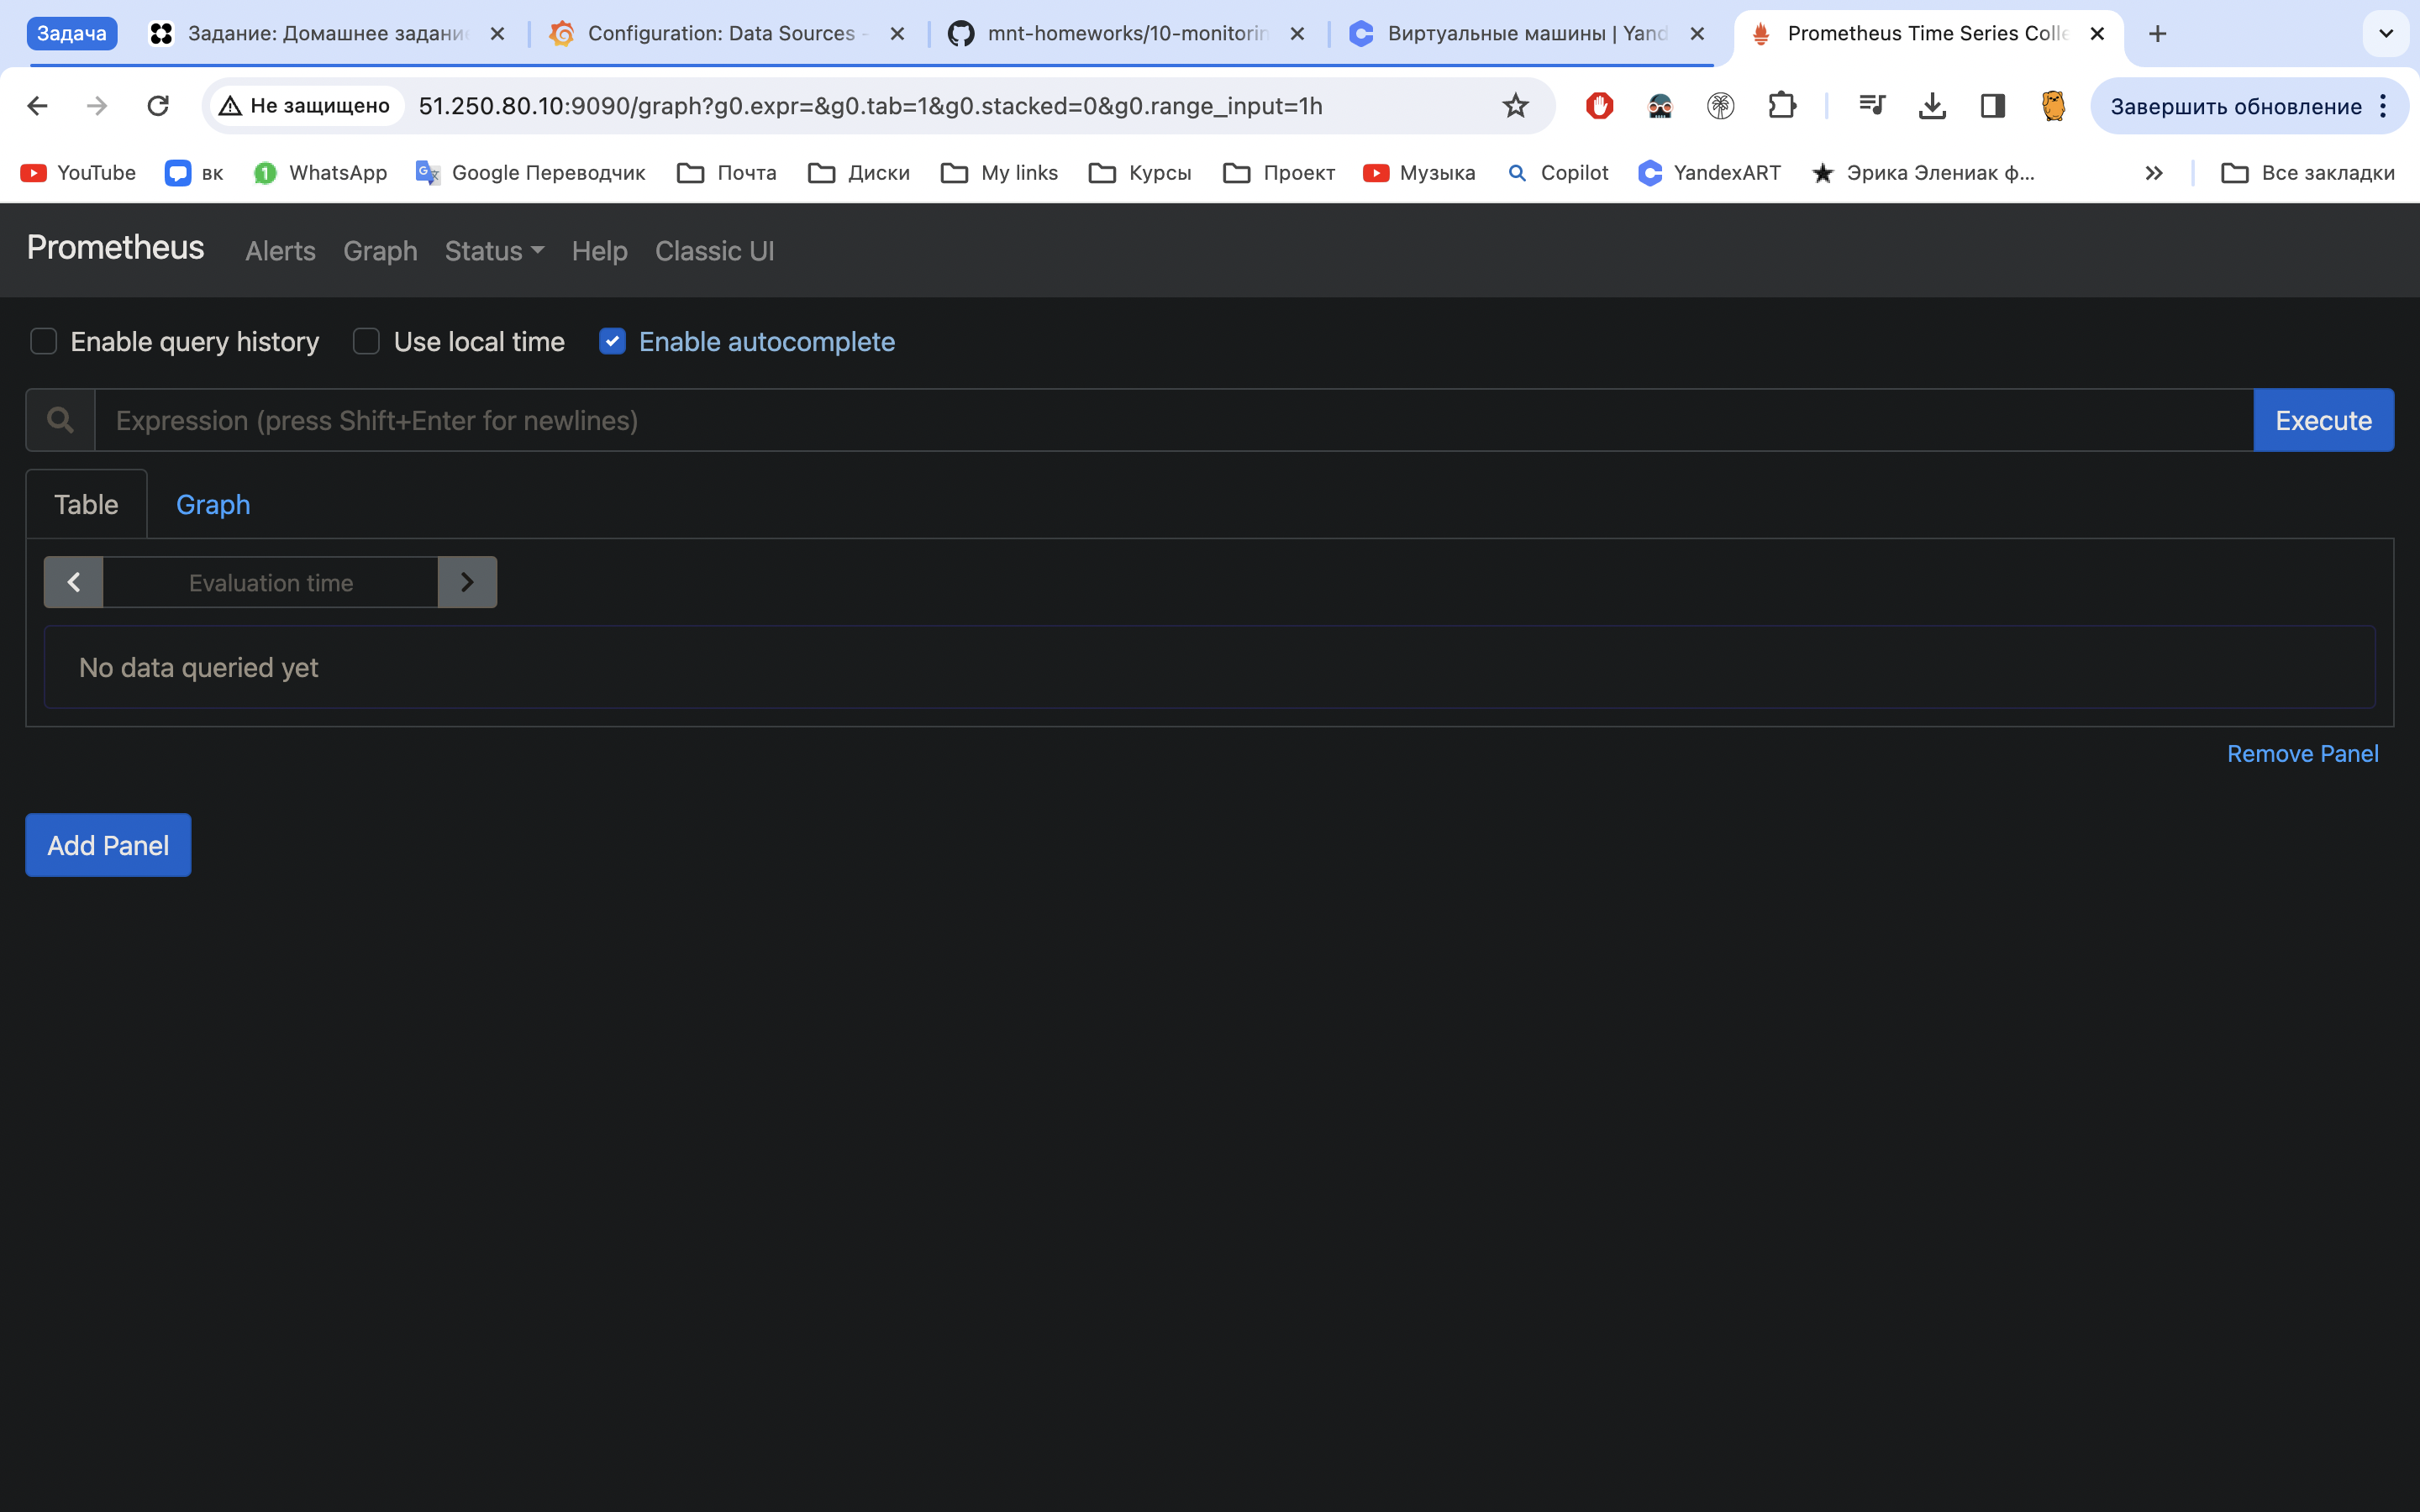 Задача Задание: Домашнее задани Configuration: Data Sources - mnt-homeworks/10-monitorin Виртуальные машины | Yand Prometheus Time Series Colle
Не защищено 51.250.80.10:9090/graph?g0.expr=&g0.tab=1&g0.stacked=0&g0.range_input=1h Завершить обновление
YouTube вк 1 WhatsApp Google Переводчик Почта Диски My links Курсы Проект Музыка Copilot YandexART Эрика Элениак ф... Все закладки
Prometheus Alerts Graph Status Help Classic UI
Enable query history Use local time Enable autocomplete
Expression (press Shift+Enter for newlines) Execute
Table Graph
Evaluation time
No data queried yet
Remove Panel
Add Panel